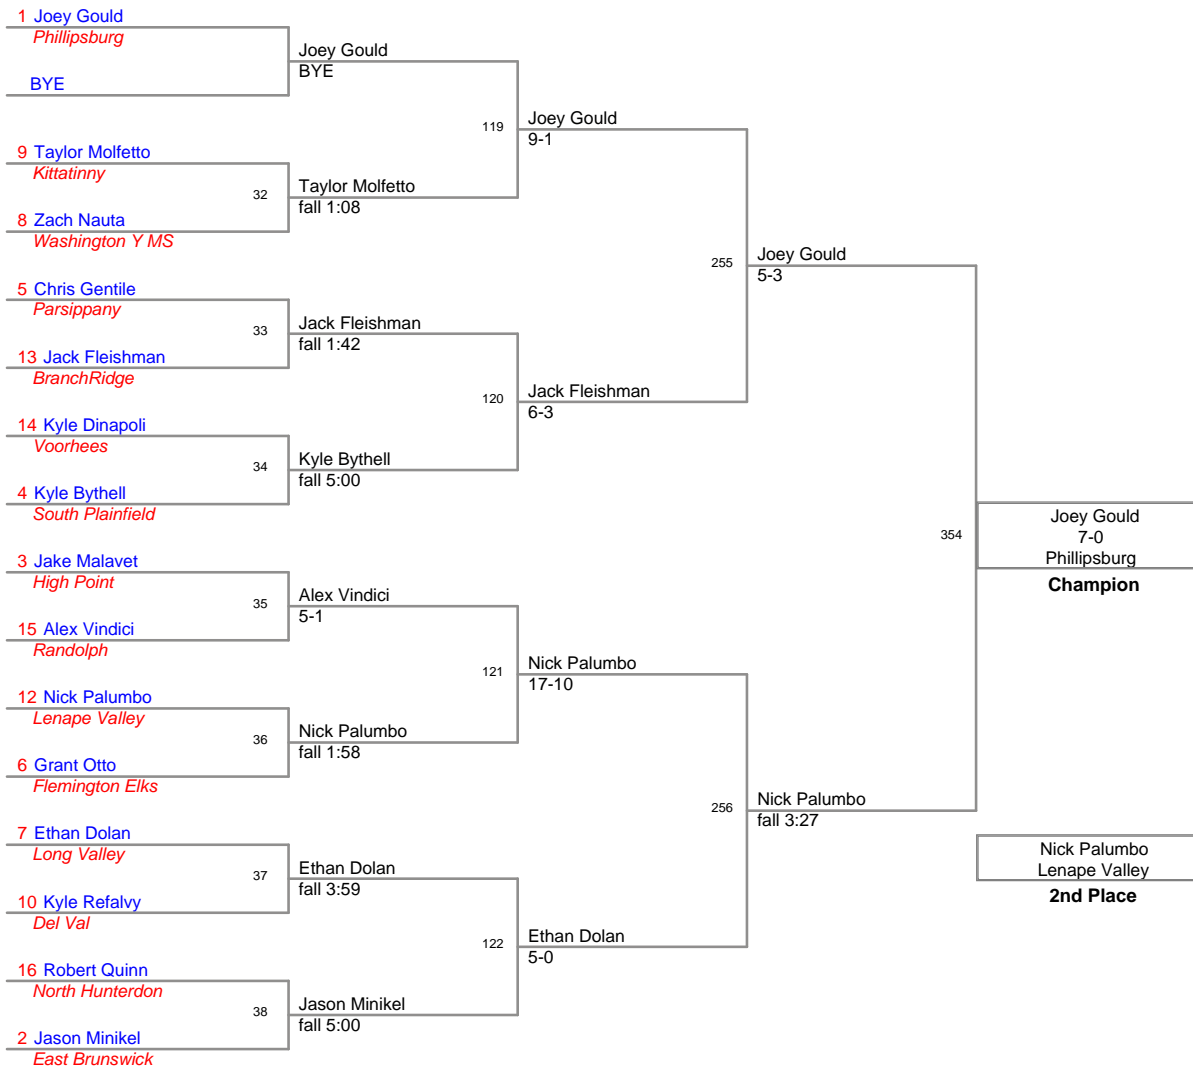 1 Joey Gould
Phillipsburg
BYE
9 Taylor Molfetto
Kittatinny
8 Zach Nauta
Washington Y MS
5 Chris Gentile
Parsippany
13 Jack Fleishman
BranchRidge
14 Kyle Dinapoli
Voorhees
4 Kyle Bythell
South Plainfield
3 Jake Malavet
High Point
15 Alex Vindici
Randolph
12 Nick Palumbo
Lenape Valley
6 Grant Otto
Flemington Elks
7 Ethan Dolan
Long Valley
10 Kyle Refalvy
Del Val
16 Robert Quinn
North Hunterdon
2 Jason Minikel
East Brunswick
Joey Gould
BYE
32
Taylor Molfetto
fall 1:08
33
Jack Fleishman
fall 1:42
34
Kyle Bythell
fall 5:00
35
Alex Vindici
5-1
36
Nick Palumbo
fall 1:58
37
Ethan Dolan
fall 3:59
38
Jason Minikel
fall 5:00
119
Joey Gould
9-1
120
Jack Fleishman
6-3
121
Nick Palumbo
17-10
122
Ethan Dolan
5-0
255
Joey Gould
5-3
256
Nick Palumbo
fall 3:27
354
Joey Gould
7-0
Phillipsburg
Champion
Nick Palumbo
Lenape Valley
2nd Place